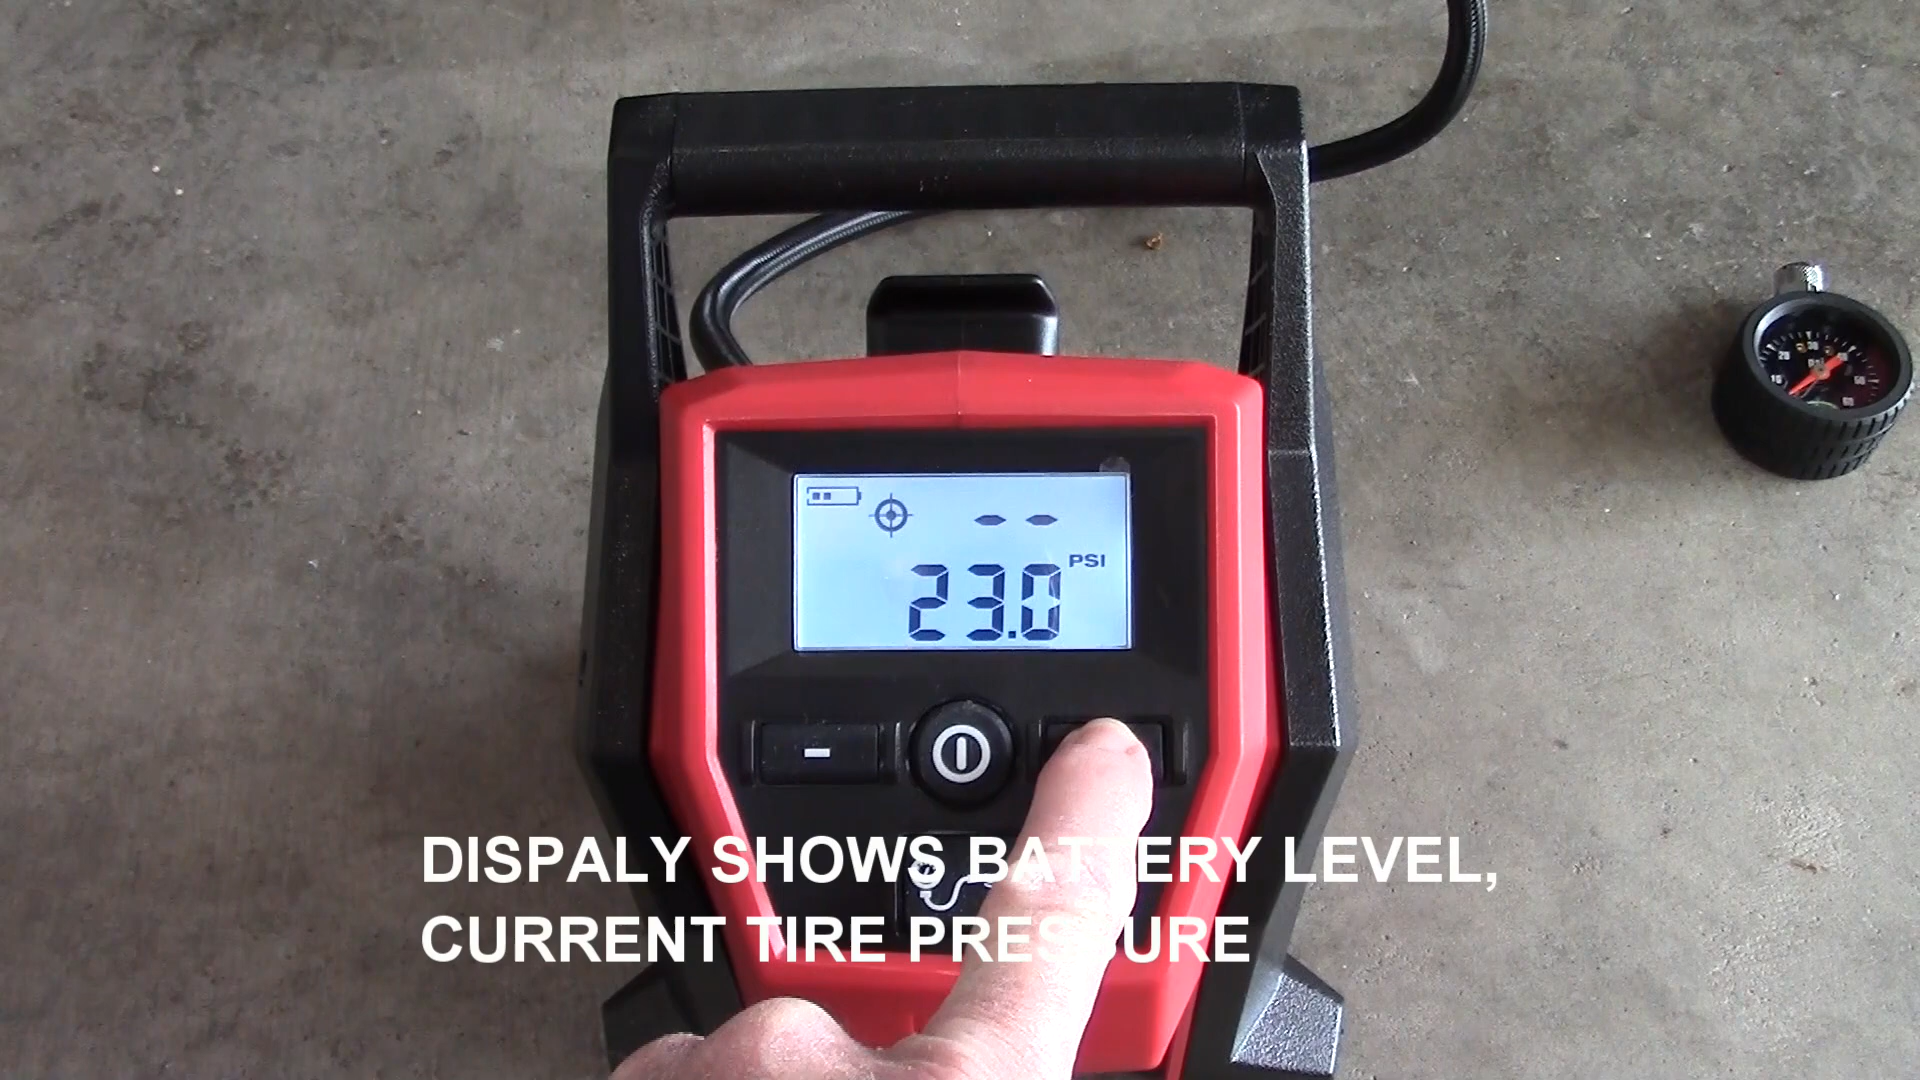 -- 
PSI
23.0
-
DISPALY SHOWS BATTERY LEVEL,
CURRENT TIRE PRESSURE